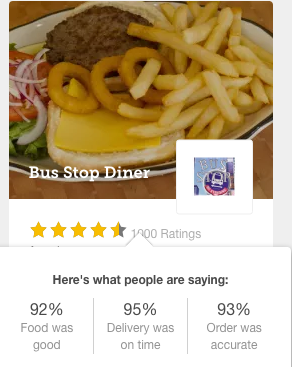 Bus Stop Diner
1000 Ratings
Here's what people are saying:
92% 95% 93%
Food was Delivery was Order was
good on time accurate